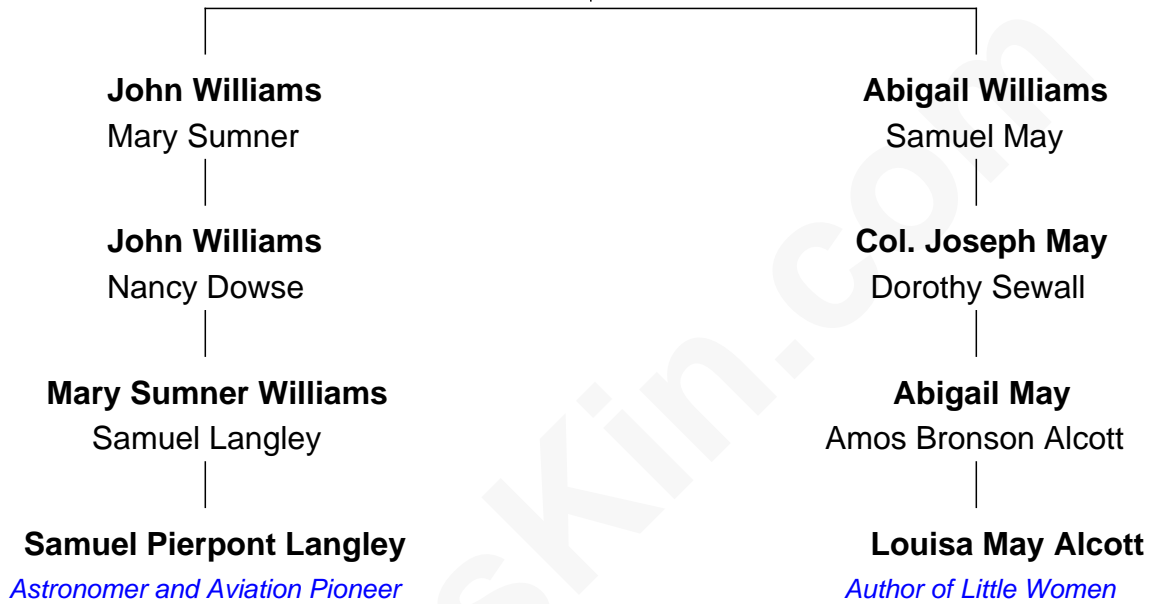 John Williams
Mary Sumner
Abigail Williams
Samuel May
John Williams
Nancy Dowse
Col. Joseph May
Dorothy Sewall
Mary Sumner Williams
Samuel Langley
Abigail May
Amos Bronson Alcott
Samuel Pierpont Langley
Astronomer and Aviation Pioneer
Louisa May Alcott
Author of Little Women
sKin.com